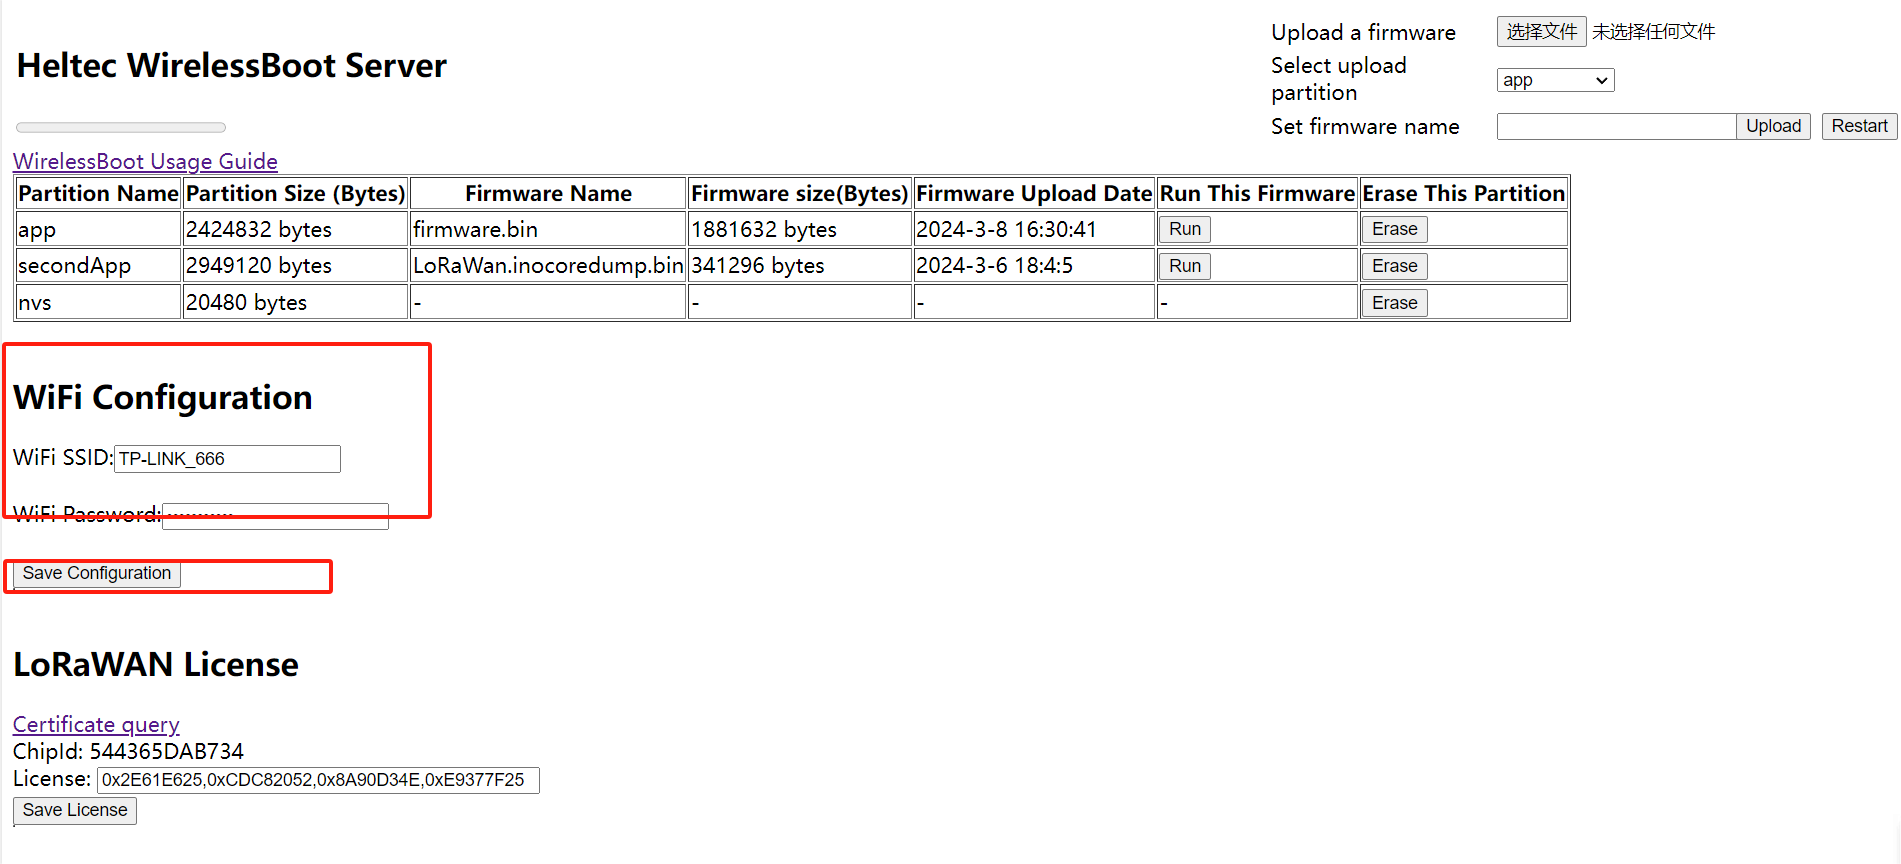 Heltec WirelessBoot Server
Upload a firmware 选择文件 未选择任何文件
Select upload partition app
Set firmware name Upload Restart
WirelessBoot Usage Guide
Partition Name Partition Size (Bytes) Firmware Name Firmware size(Bytes) Firmware Upload Date Run This Firmware Erase This Partition
app 2424832 bytes firmware.bin 1881632 bytes 2024-3-8 16:30:41 Run Erase
secondApp 2949120 bytes LoRaWan.inocoredump.bin 341296 bytes 2024-3-6 18:4:5 Run Erase
nvs 20480 bytes - - - - Erase
WiFi Configuration
WiFi SSID: TP-LINK_666
WiFi Password:
Save Configuration
LoRaWAN License
Certificate query
ChipId: 544365DAB734
License: 0x2E61E625,0xCDC82052,0x8A90D34E,0xE9377F25
Save License